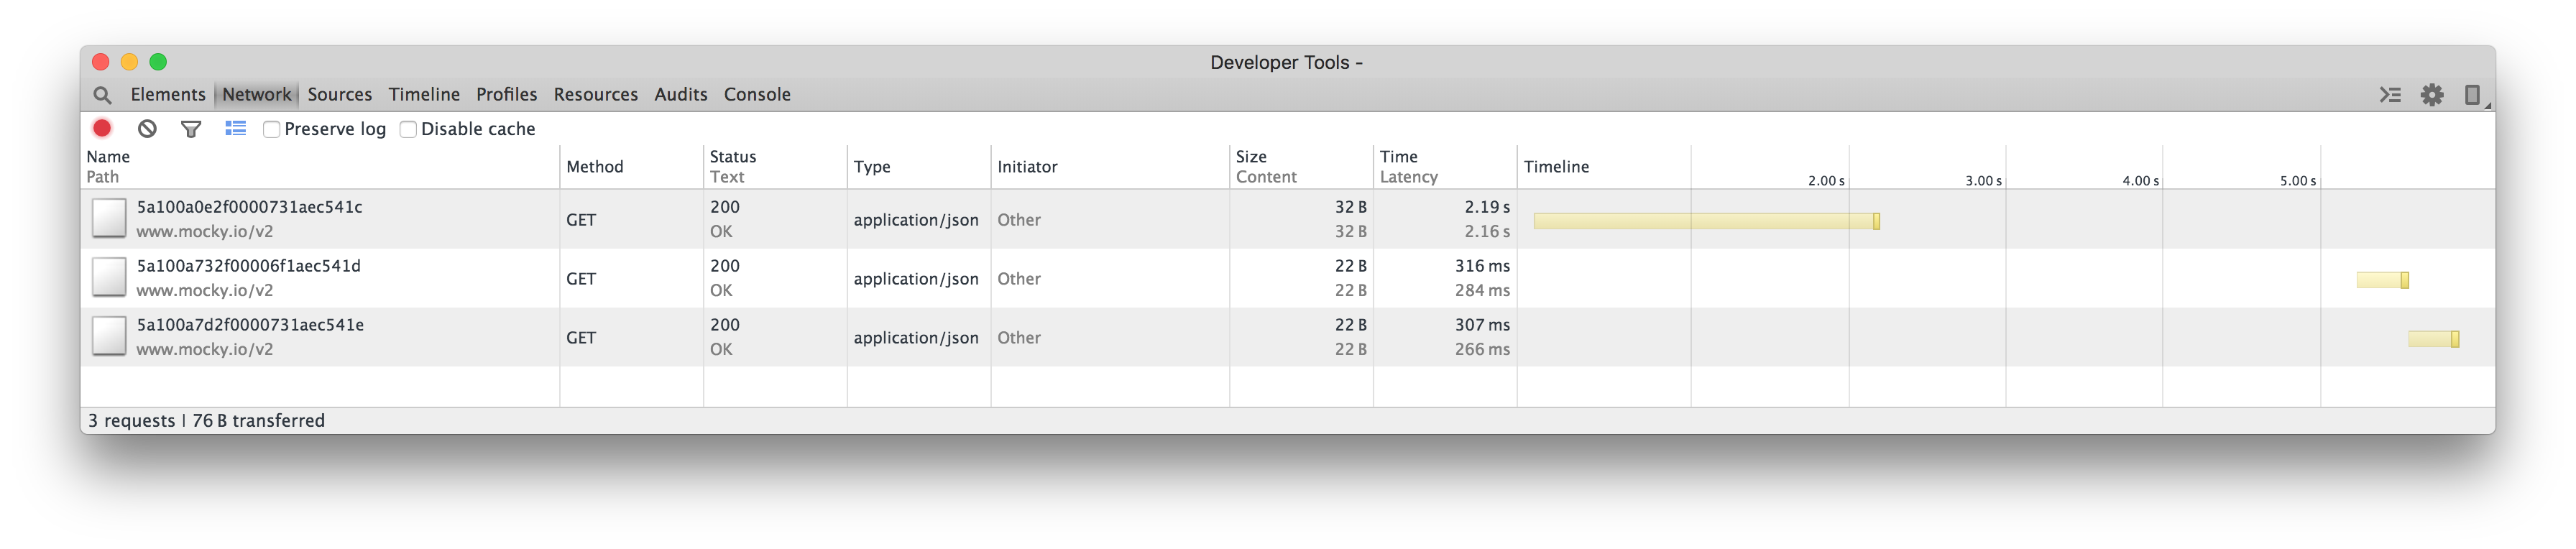 Developer Tools -
Elements Network Sources Timeline Profiles Resources Audits Console
Preserve log Disable cache
Name Path Method Status Text Type Initiator Size Content Time Latency Timeline 2.00 s 3.00 s 4.00 s 5.00 s
5a100a0e2f0000731aec541c GET 200 application/json Other 32 B 2.19 s
www.mocky.io/v2 OK 32 B 2.16 s
5a100a732f00006f1aec541d GET 200 application/json Other 22 B 316 ms
www.mocky.io/v2 OK 22 B 284 ms
5a100a7d2f0000731aec541e GET 200 application/json Other 22 B 307 ms
www.mocky.io/v2 OK 22 B 266 ms
3 requests | 76 B transferred